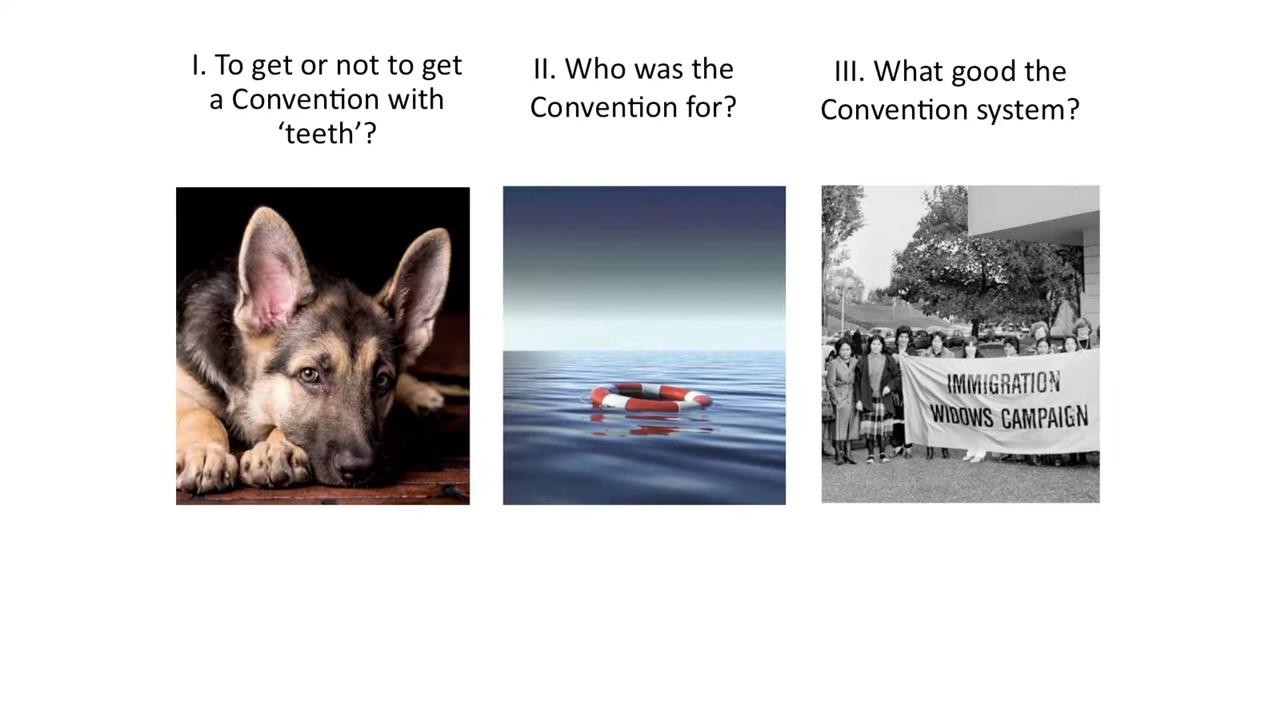 I. To get or not to get
a Convention with
‘teeth’?
II. Who was the
Convention for?
III. What good the
Convention system?
IMMIGRATION
WIDOWS CAMPAIGN